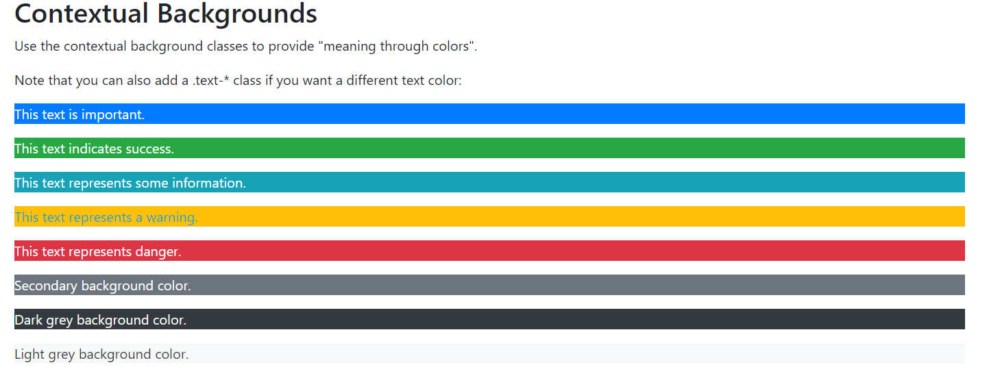 Contextual Backgrounds
Use the contextual background classes to provide "meaning through colors".
Note that you can also add a .text-* class if you want a different text color:
This text is important.
This text indicates success.
This text represents some information.
This text represents a warning.
This text represents danger.
Secondary background color.
Dark grey background color.
Light grey background color.